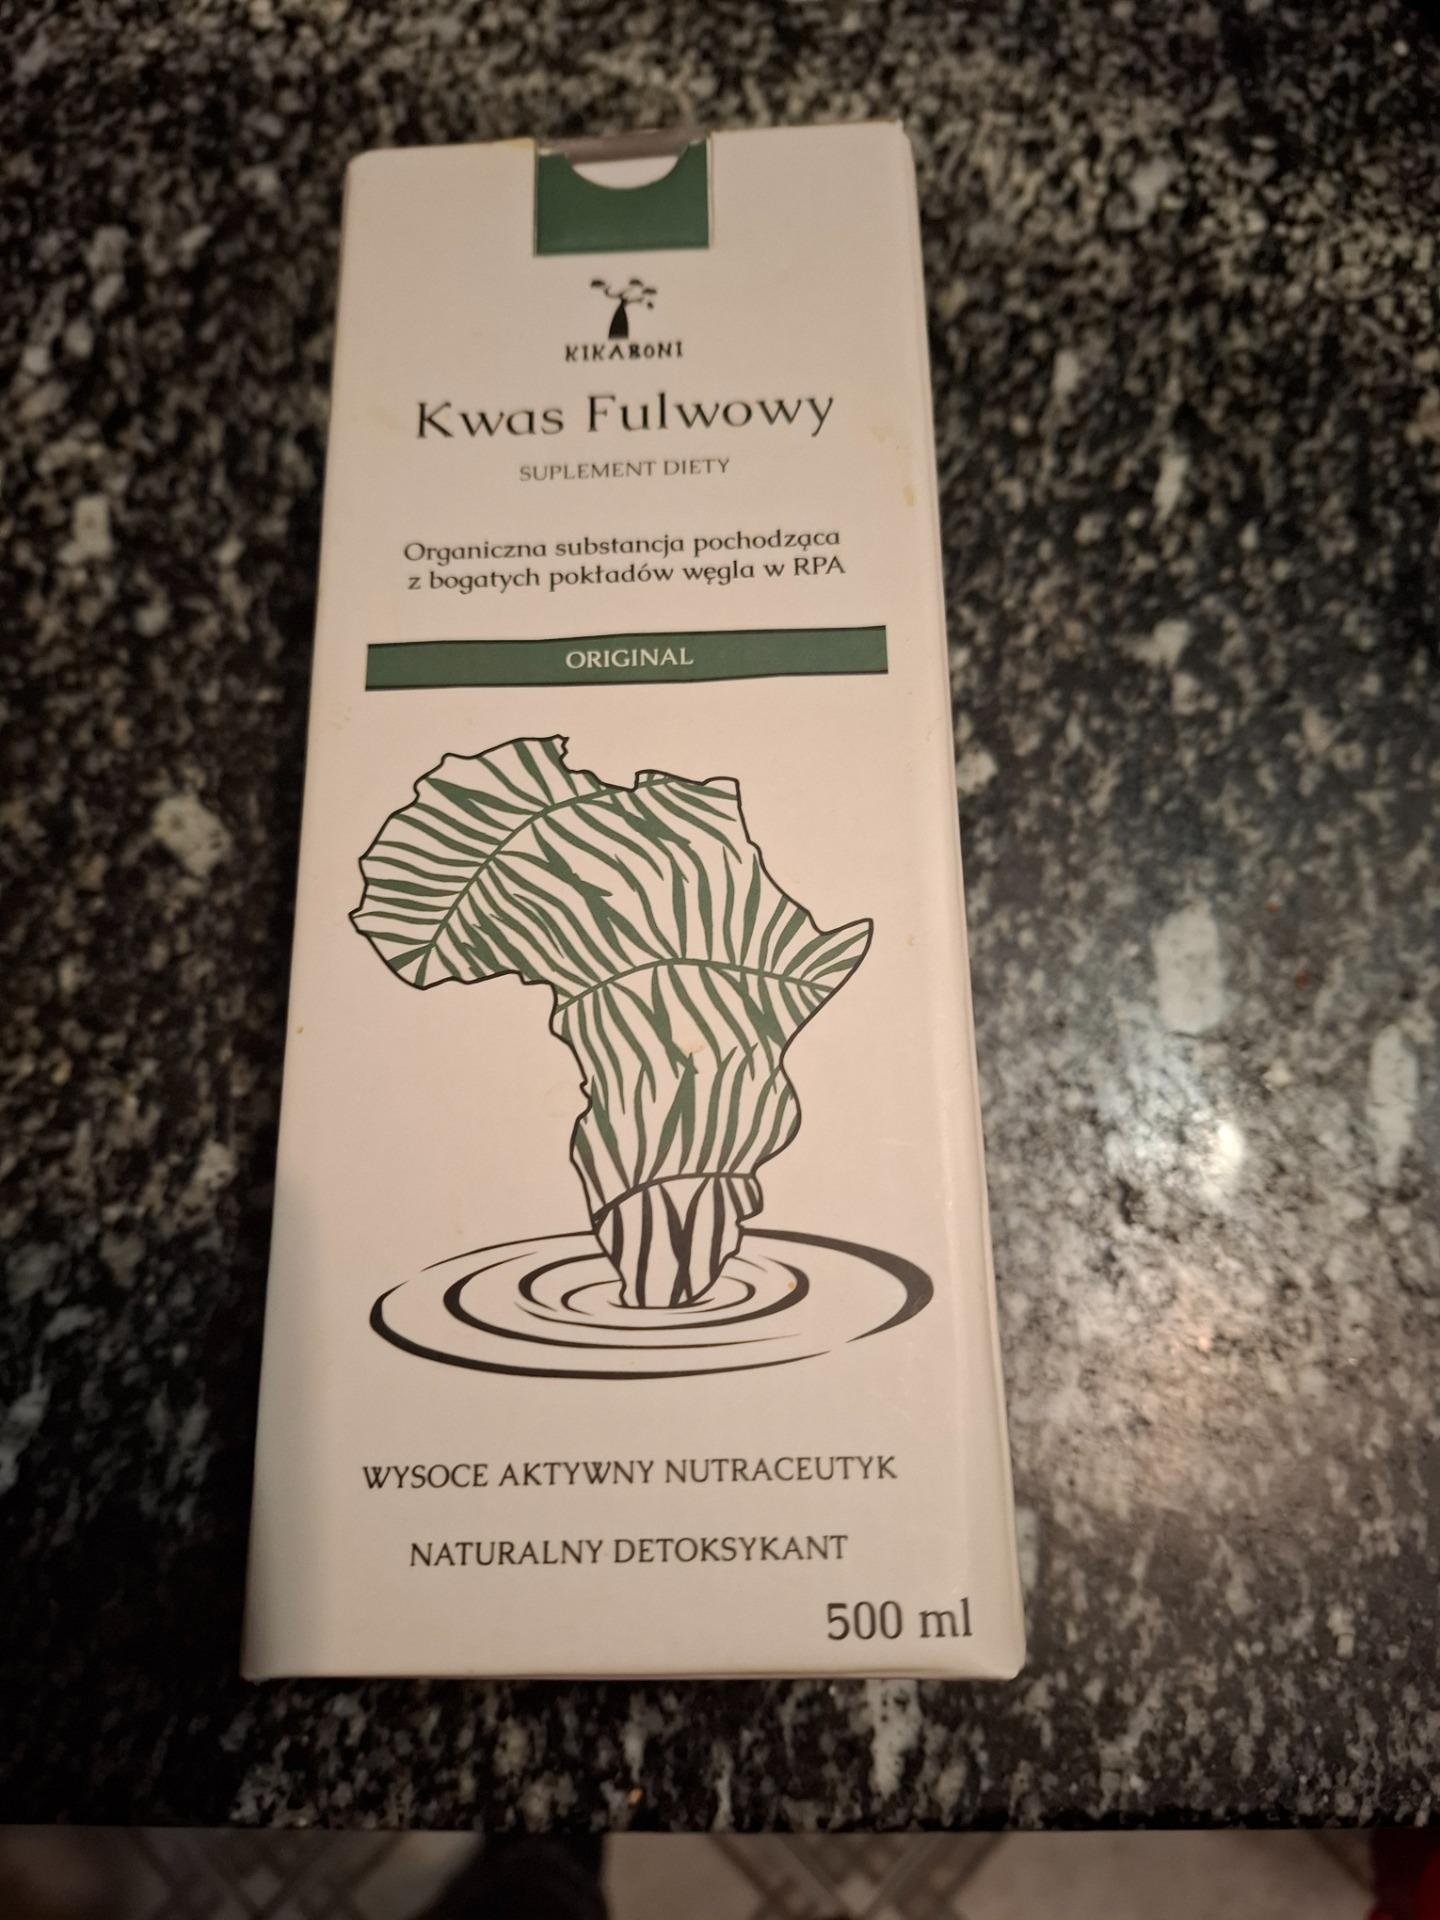 KIKABONI
Kwas Fulwowy
SUPLEMENT DIETY
Organiczna substancja pochodząca
z bogatych pokładów węgla w RPA
ORIGINAL
WYSOCE AKTYWNY NUTRACEUTYK
NATURALNY DETOKSYKANT
500 ml